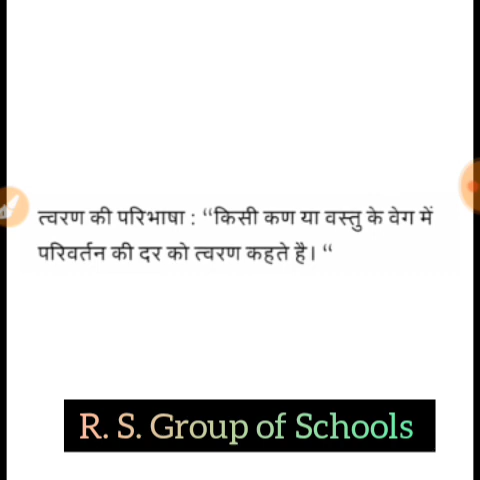 त्वरण की परिभाषा : “किसी कण या वस्तु के वेग में
परिवर्तन की दर को त्वरण कहते है। “
R. S. Group of Schools